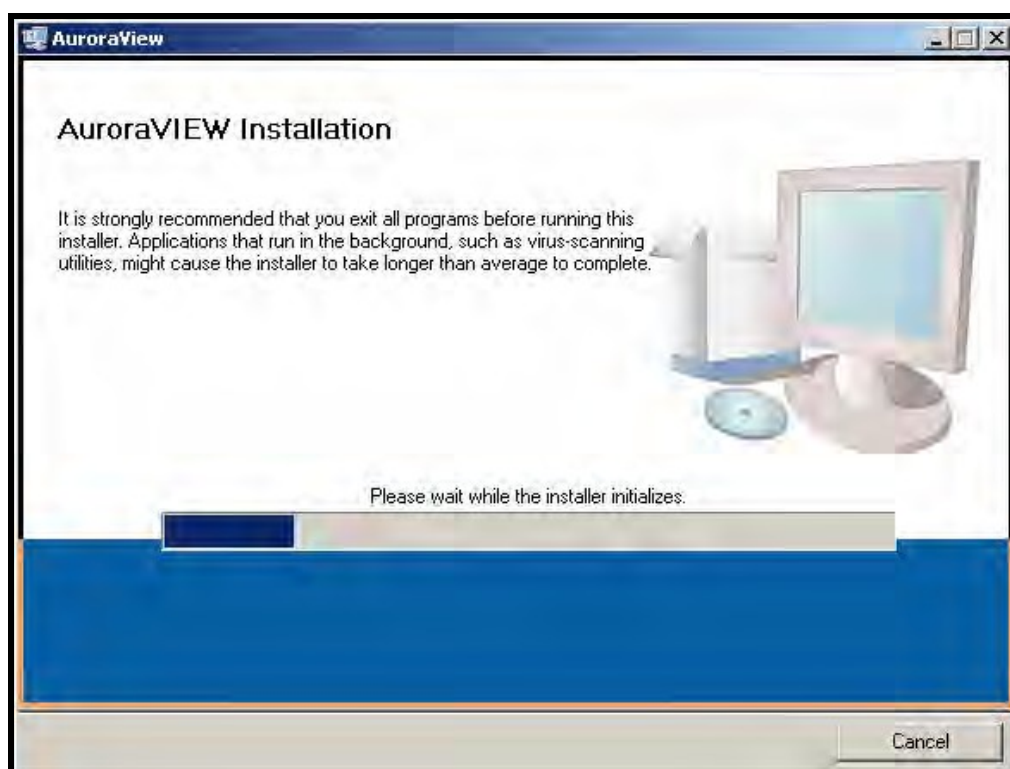 AuroraView
AuroraVIEW Installation
It is strongly recommended that you exit all programs before running this
installer. Applications that run in the background, such as virus-scanning
utilities, might cause the installer to take longer than average to complete.
Please wait while the installer initializes.
Cancel